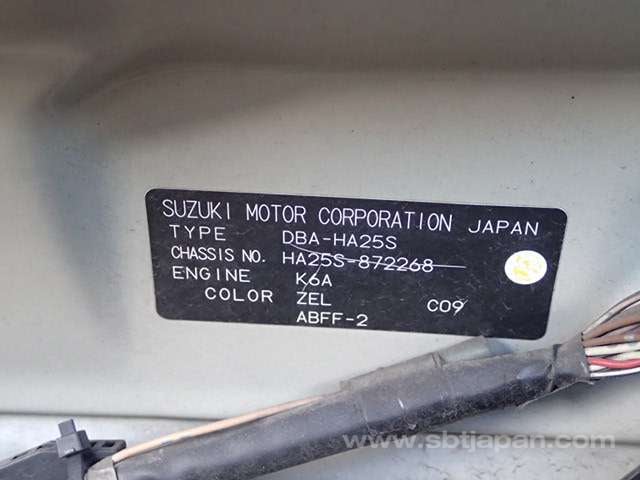 SUZUKI MOTOR CORPORATION JAPAN
TYPE DBA-HA25S
CHASSIS NO. HA25S-872268
ENGINE K6A
COLOR ZEL C09
ABFF-2
www.sbtjapan.com